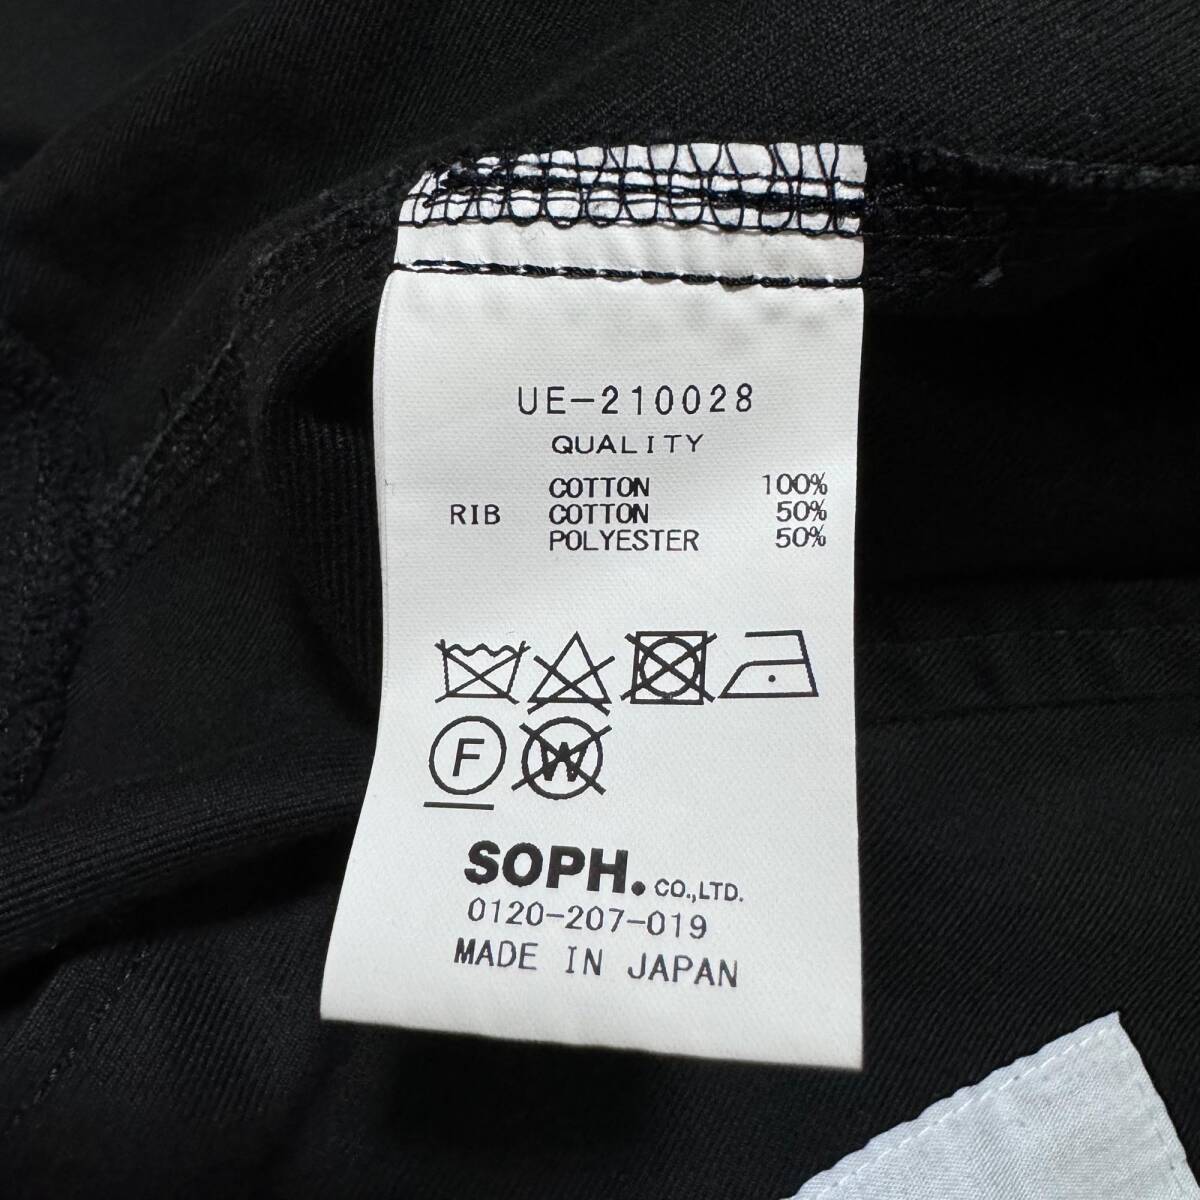 UE-210028
QUALITY
COTTON 100%
RIB COTTON 50%
POLYESTER 50%
F W
SOPH. CO.,LTD.
0120-207-019
MADE IN JAPAN